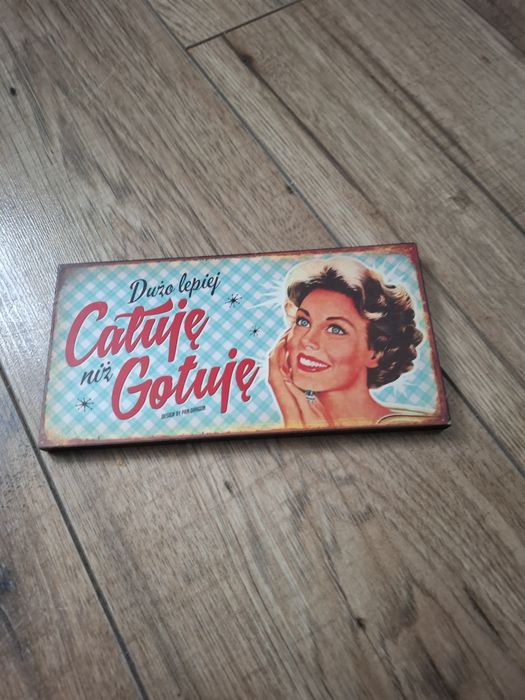 Dużo lepiej
Całuję
niż
Gotuję
DESIGN BY PAN DRAGON